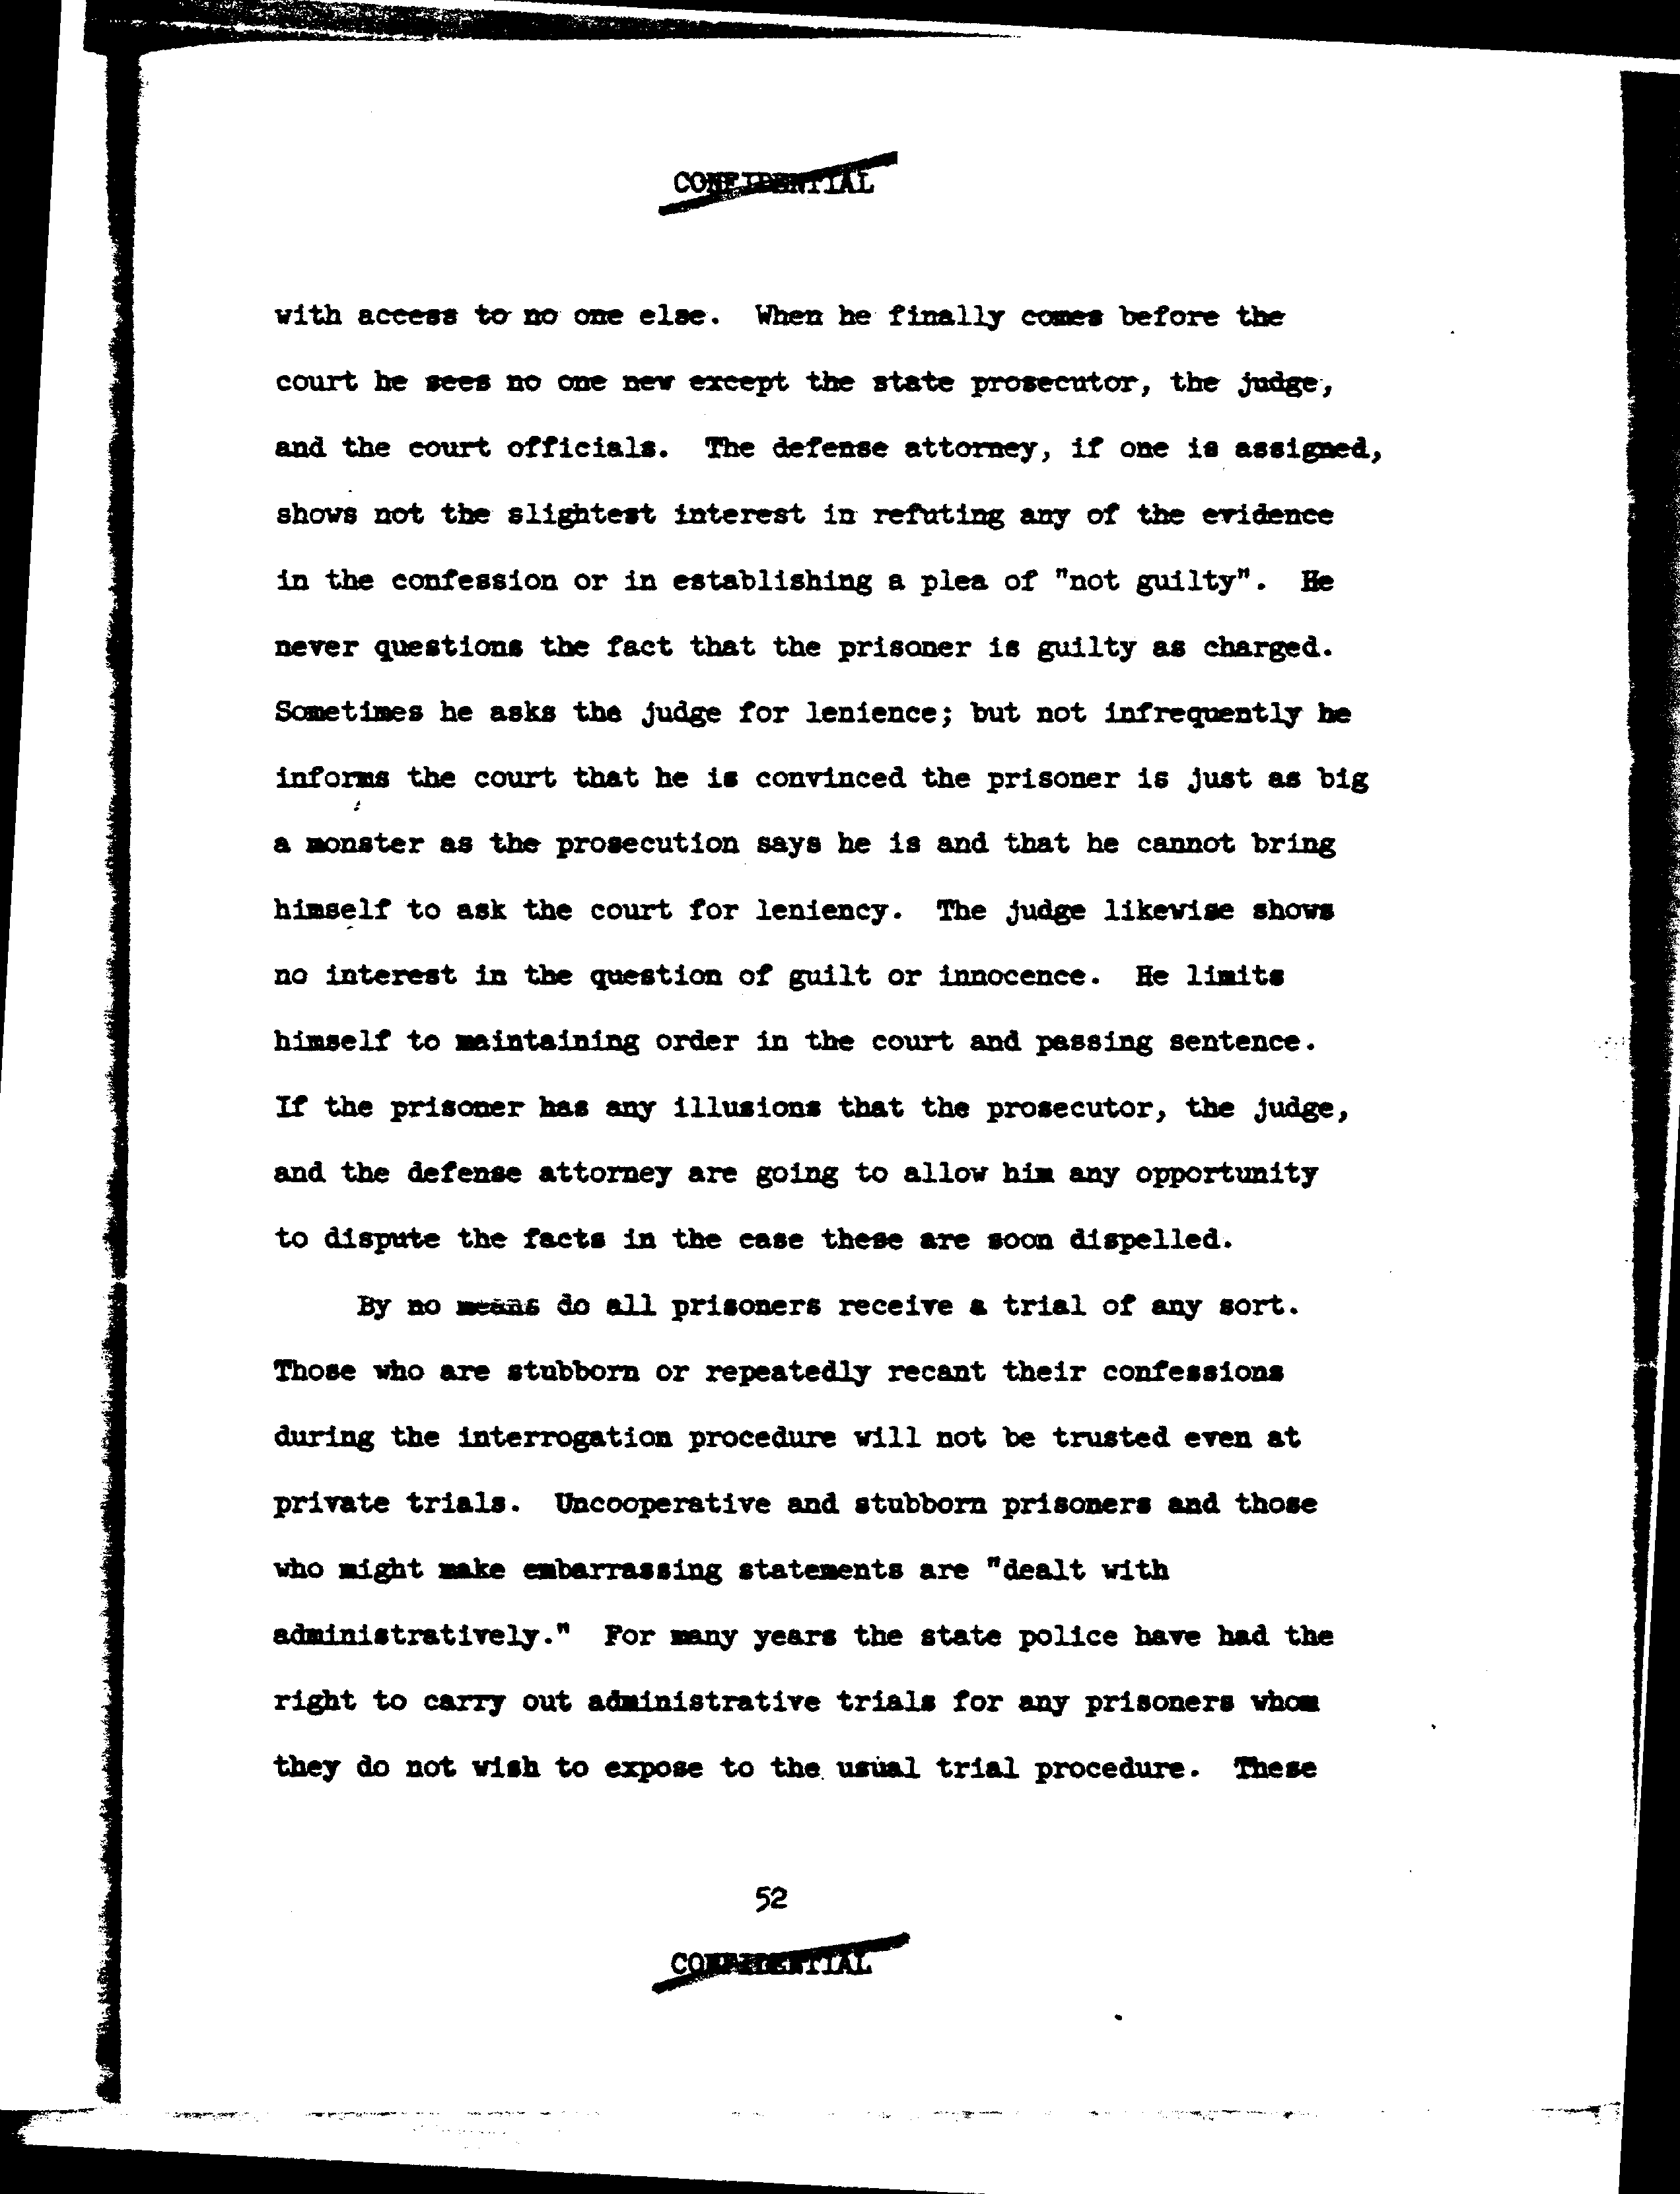 CONFIDENTIAL
with access to no one else. When he finally comes before the
court he sees no one new except the state prosecutor, the judge,
and the court officials. The defense attorney, if one is assigned,
shows not the slightest interest in refuting any of the evidence
in the confession or in establishing a plea of "not guilty". He
never questions the fact that the prisoner is guilty as charged.
Sometimes he asks the judge for lenience; but not infrequently he
informs the court that he is convinced the prisoner is just as big
a monster as the prosecution says he is and that he cannot bring
himself to ask the court for leniency. The judge likewise shows
no interest in the question of guilt or innocence. He limits
himself to maintaining order in the court and passing sentence.
If the prisoner has any illusions that the prosecutor, the judge,
and the defense attorney are going to allow him any opportunity
to dispute the facts in the case these are soon dispelled.
By no means do all prisoners receive a trial of any sort.
Those who are stubborn or repeatedly recant their confessions
during the interrogation procedure will not be trusted even at
private trials. Uncooperative and stubborn prisoners and those
who might make embarrassing statements are "dealt with
administratively." For many years the state police have had the
right to carry out administrative trials for any prisoners whom
they do not wish to expose to the usual trial procedure. These
52
CONFIDENTIAL